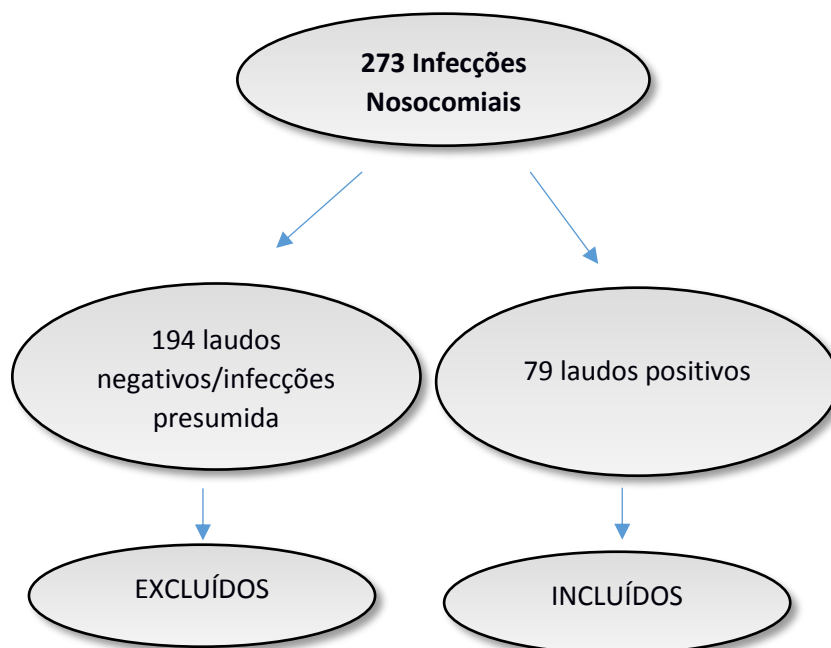 273 Infecções
Nosocomiais
194 laudos
negativos/infecções
presumida
79 laudos positivos
EXCLUÍDOS
INCLUÍDOS